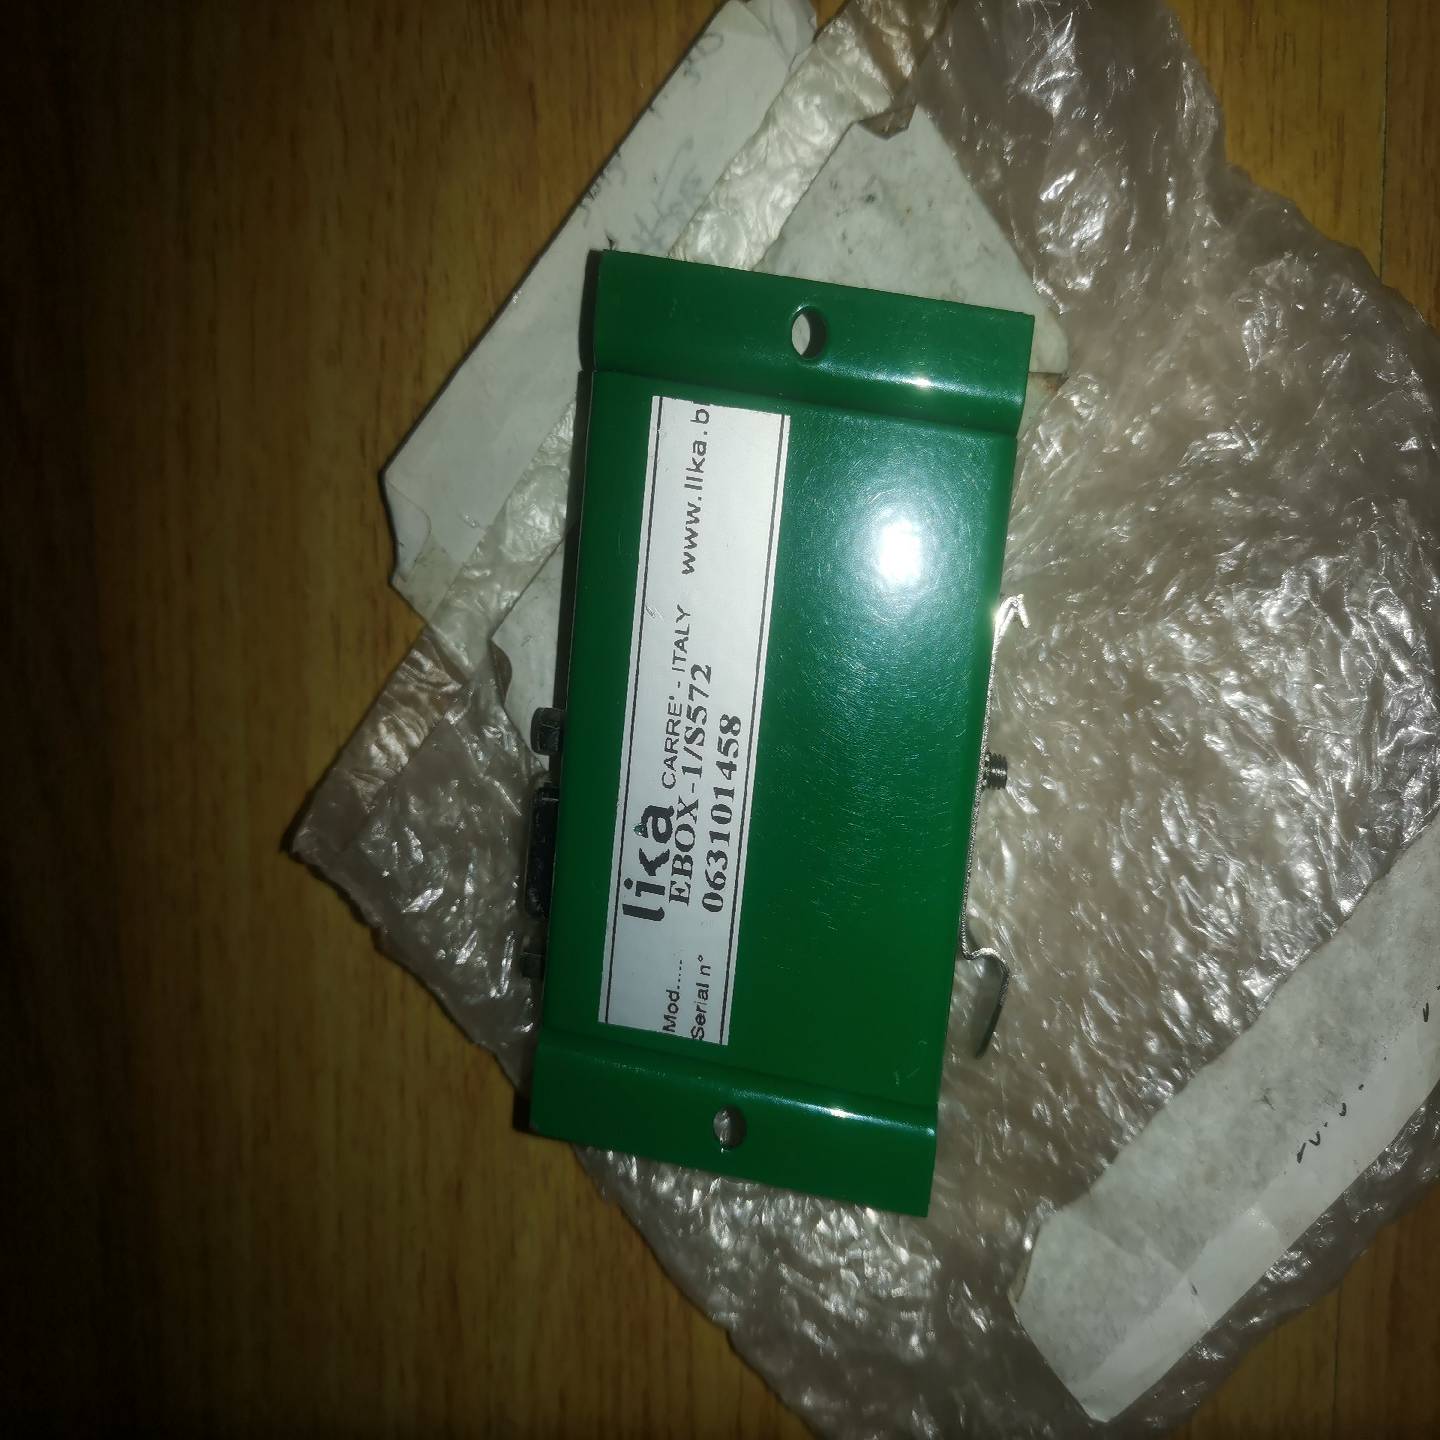 lika CARRE' - ITALY www.lika.b
Mod..... EBOX-1/S572
Serial n° 063101458